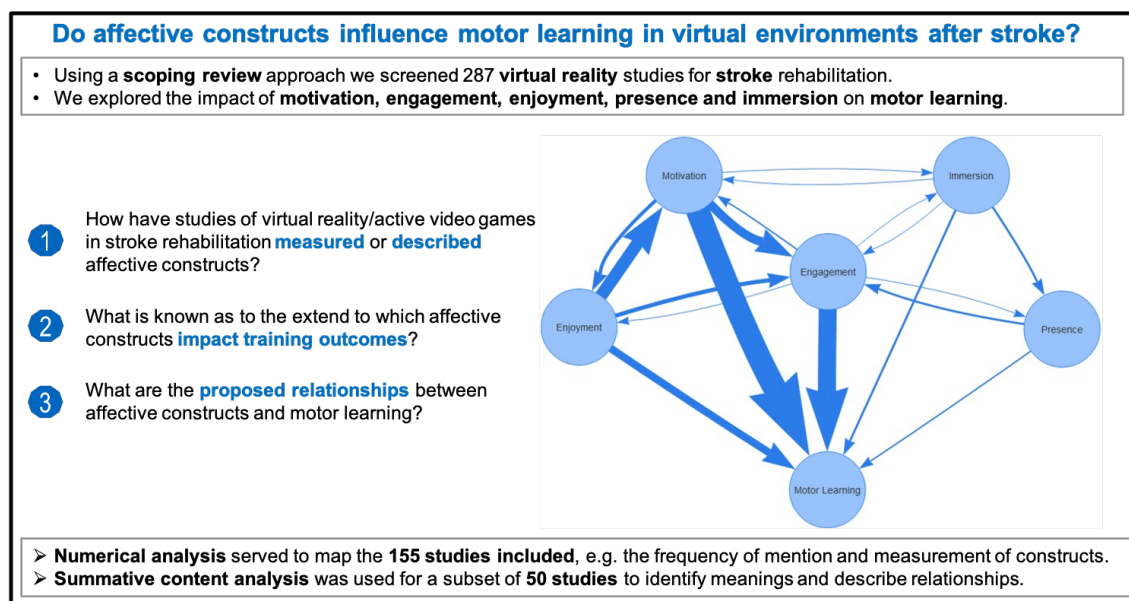 Do affective constructs influence motor learning in virtual environments after stroke?
• Using a scoping review approach we screened 287 virtual reality studies for stroke rehabilitation.
• We explored the impact of motivation, engagement, enjoyment, presence and immersion on motor learning.
1
How have studies of virtual reality/active video games
in stroke rehabilitation measured or described
affective constructs?
2
What is known as to the extend to which affective
constructs impact training outcomes?
3
What are the proposed relationships between
affective constructs and motor learning?
Motivation
Immersion
Engagement
Enjoyment
Presence
Motor Learning
➢ Numerical analysis served to map the 155 studies included, e.g. the frequency of mention and measurement of constructs.
➢ Summative content analysis was used for a subset of 50 studies to identify meanings and describe relationships.